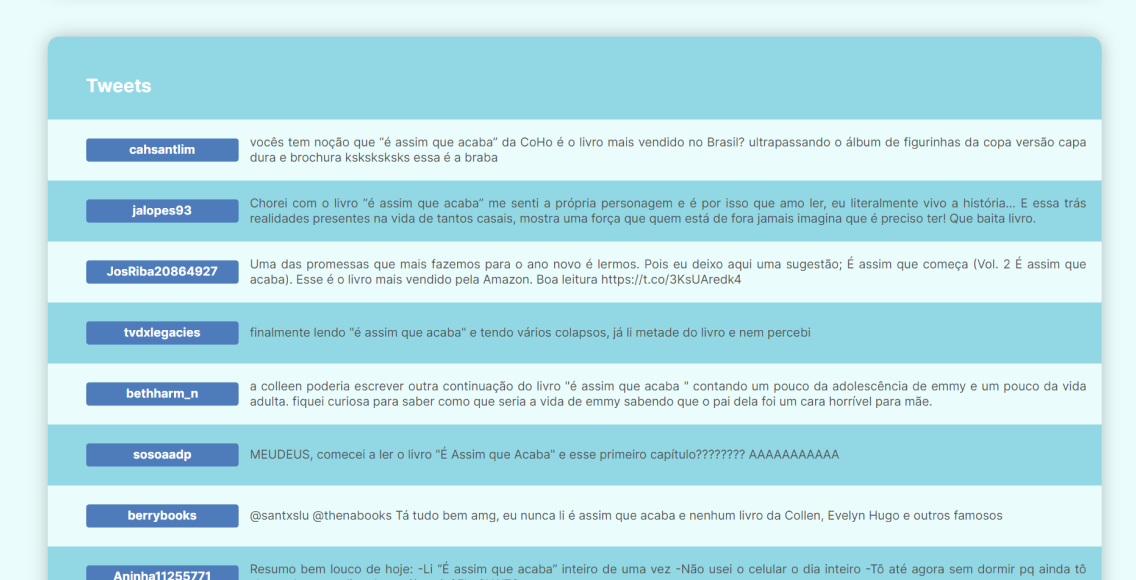 Tweets
cahsantlim
vocês tem noção que “é assim que acaba” da CoHo é o livro mais vendido no Brasil? ultrapassando o álbum de figurinhas da copa versão capa
dura e brochura ksksksksks essa é a braba
jalopes93
Chorei com o livro “é assim que acaba” me senti a própria personagem e é por isso que amo ler, eu literalmente vivo a história... E essa trás
realidades presentes na vida de tantos casais, mostra uma força que quem está de fora jamais imagina que é preciso ter! Que baita livro.
JosRiba20864927
Uma das promessas que mais fazemos para o ano novo é lermos. Pois eu deixo aqui uma sugestão; É assim que começa (Vol. 2 É assim que
acaba). Esse é o livro mais vendido pela Amazon. Boa leitura https://t.co/3KsUAredk4
tvdxlegacies
finalmente lendo "é assim que acaba" e tendo vários colapsos, já li metade do livro e nem percebi
bethharm_n
a colleen poderia escrever outra continuação do livro "é assim que acaba " contando um pouco da adolescência de emmy e um pouco da vida
adulta. fiquei curiosa para saber como que seria a vida de emmy sabendo que o pai dela foi um cara horrível para mãe.
sosoaadp
MEUDEUS, comecei a ler o livro "É Assim que Acaba" e esse primeiro capítulo???????? AAAAAAAAAAA
berrybooks
@santxslu @thenabooks Tá tudo bem amg, eu nunca li é assim que acaba e nenhum livro da Collen, Evelyn Hugo e outros famosos
Aninha11255771
Resumo bem louco de hoje: -Li “É assim que acaba” inteiro de uma vez -Não usei o celular o dia inteiro -Tô até agora sem dormir pq ainda tô